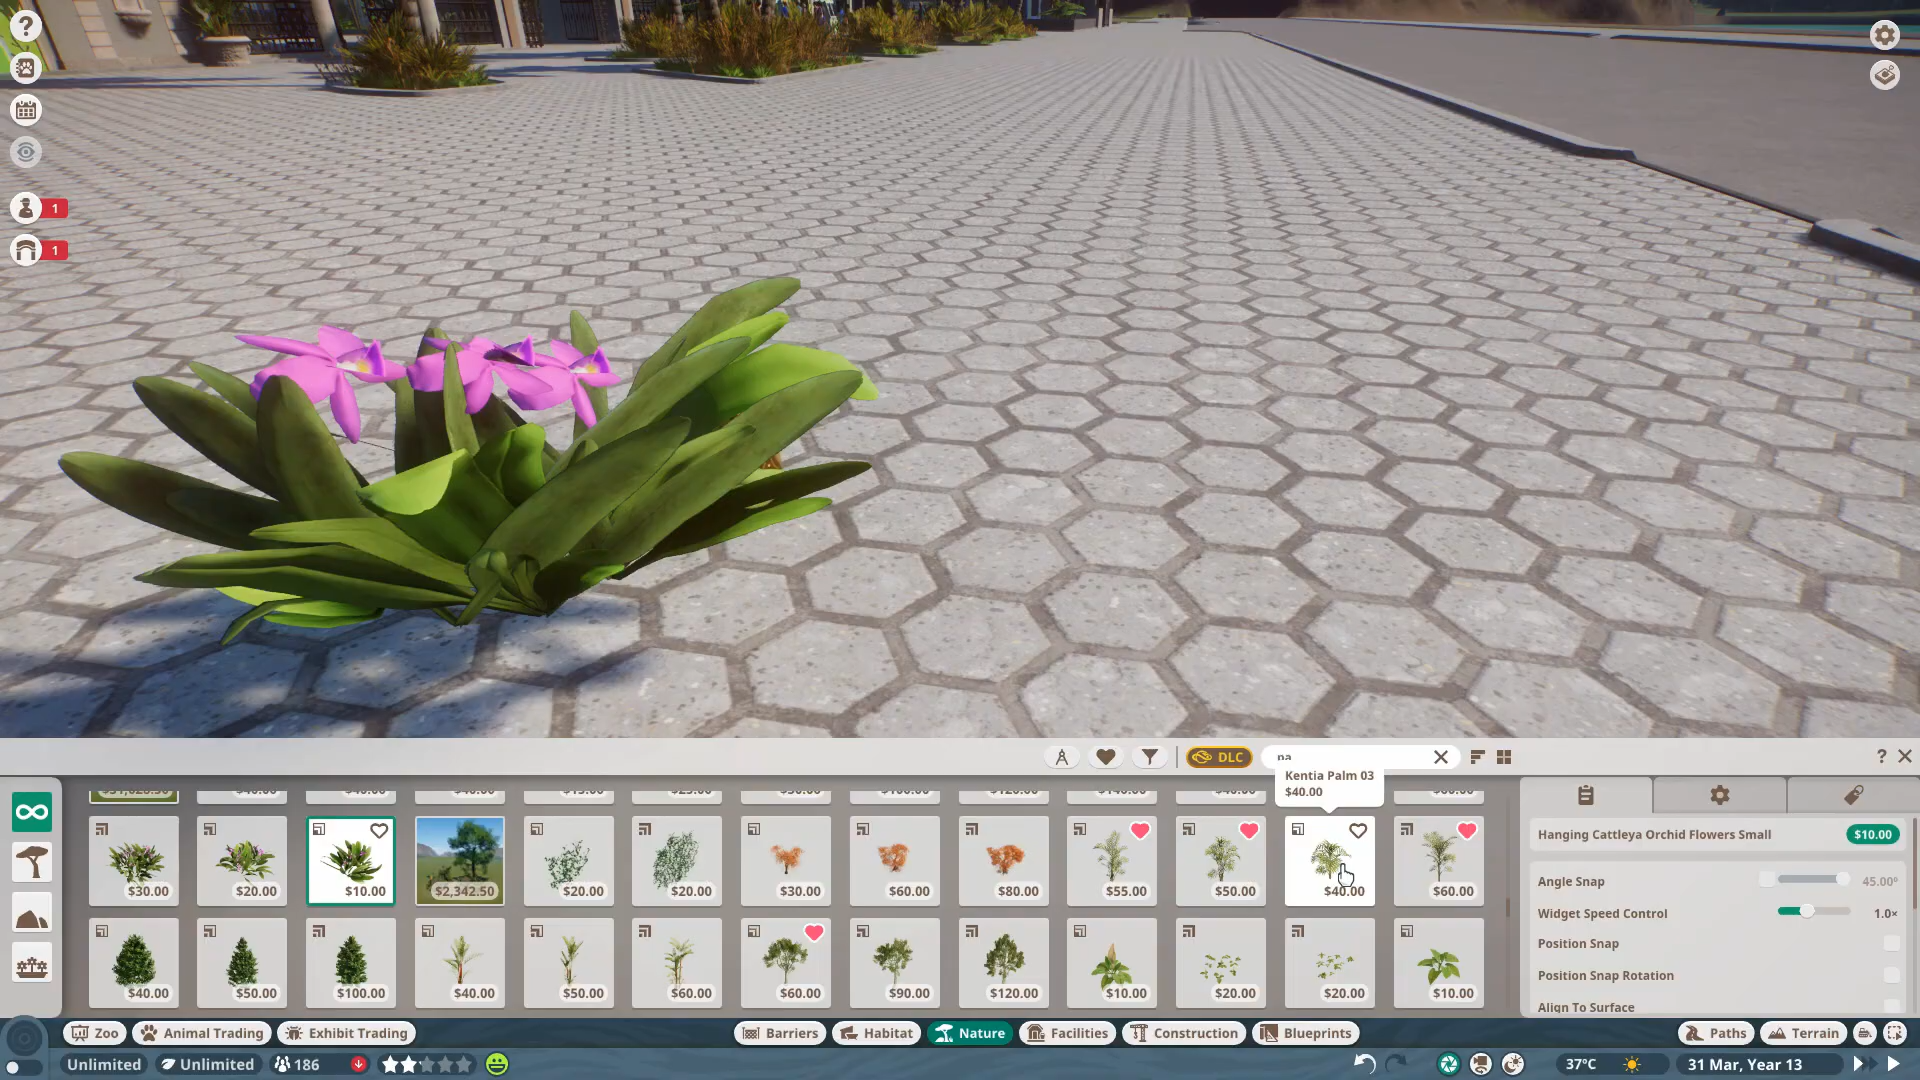 ?
1
1
DLC
pa
?
Kentia Palm 03
$40.00
$30.00
$20.00
$10.00
$2,342.50
$20.00
$20.00
$30.00
$60.00
$80.00
$55.00
$50.00
$40.00
$60.00
$40.00
$50.00
$100.00
$40.00
$50.00
$60.00
$60.00
$90.00
$120.00
$10.00
$20.00
$20.00
$10.00
Hanging Cattleya Orchid Flowers Small
$10.00
Angle Snap
45.00°
Widget Speed Control
1.0×
Position Snap
Position Snap Rotation
Align To Surface
Zoo
Animal Trading
Exhibit Trading
Barriers
Habitat
Nature
Facilities
Construction
Blueprints
Paths
Terrain
Unlimited
Unlimited
186
37°C
31 Mar, Year 13